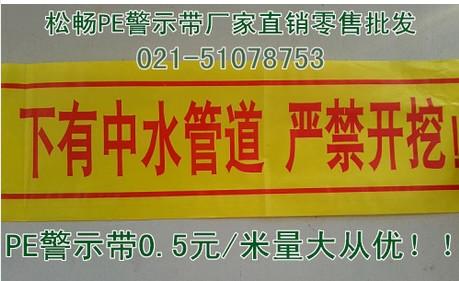 松畅PE警示带厂家直销零售批发
021-51078753
下有中水管道 严禁开挖!
PE警示带0.5元/米量大从优！！